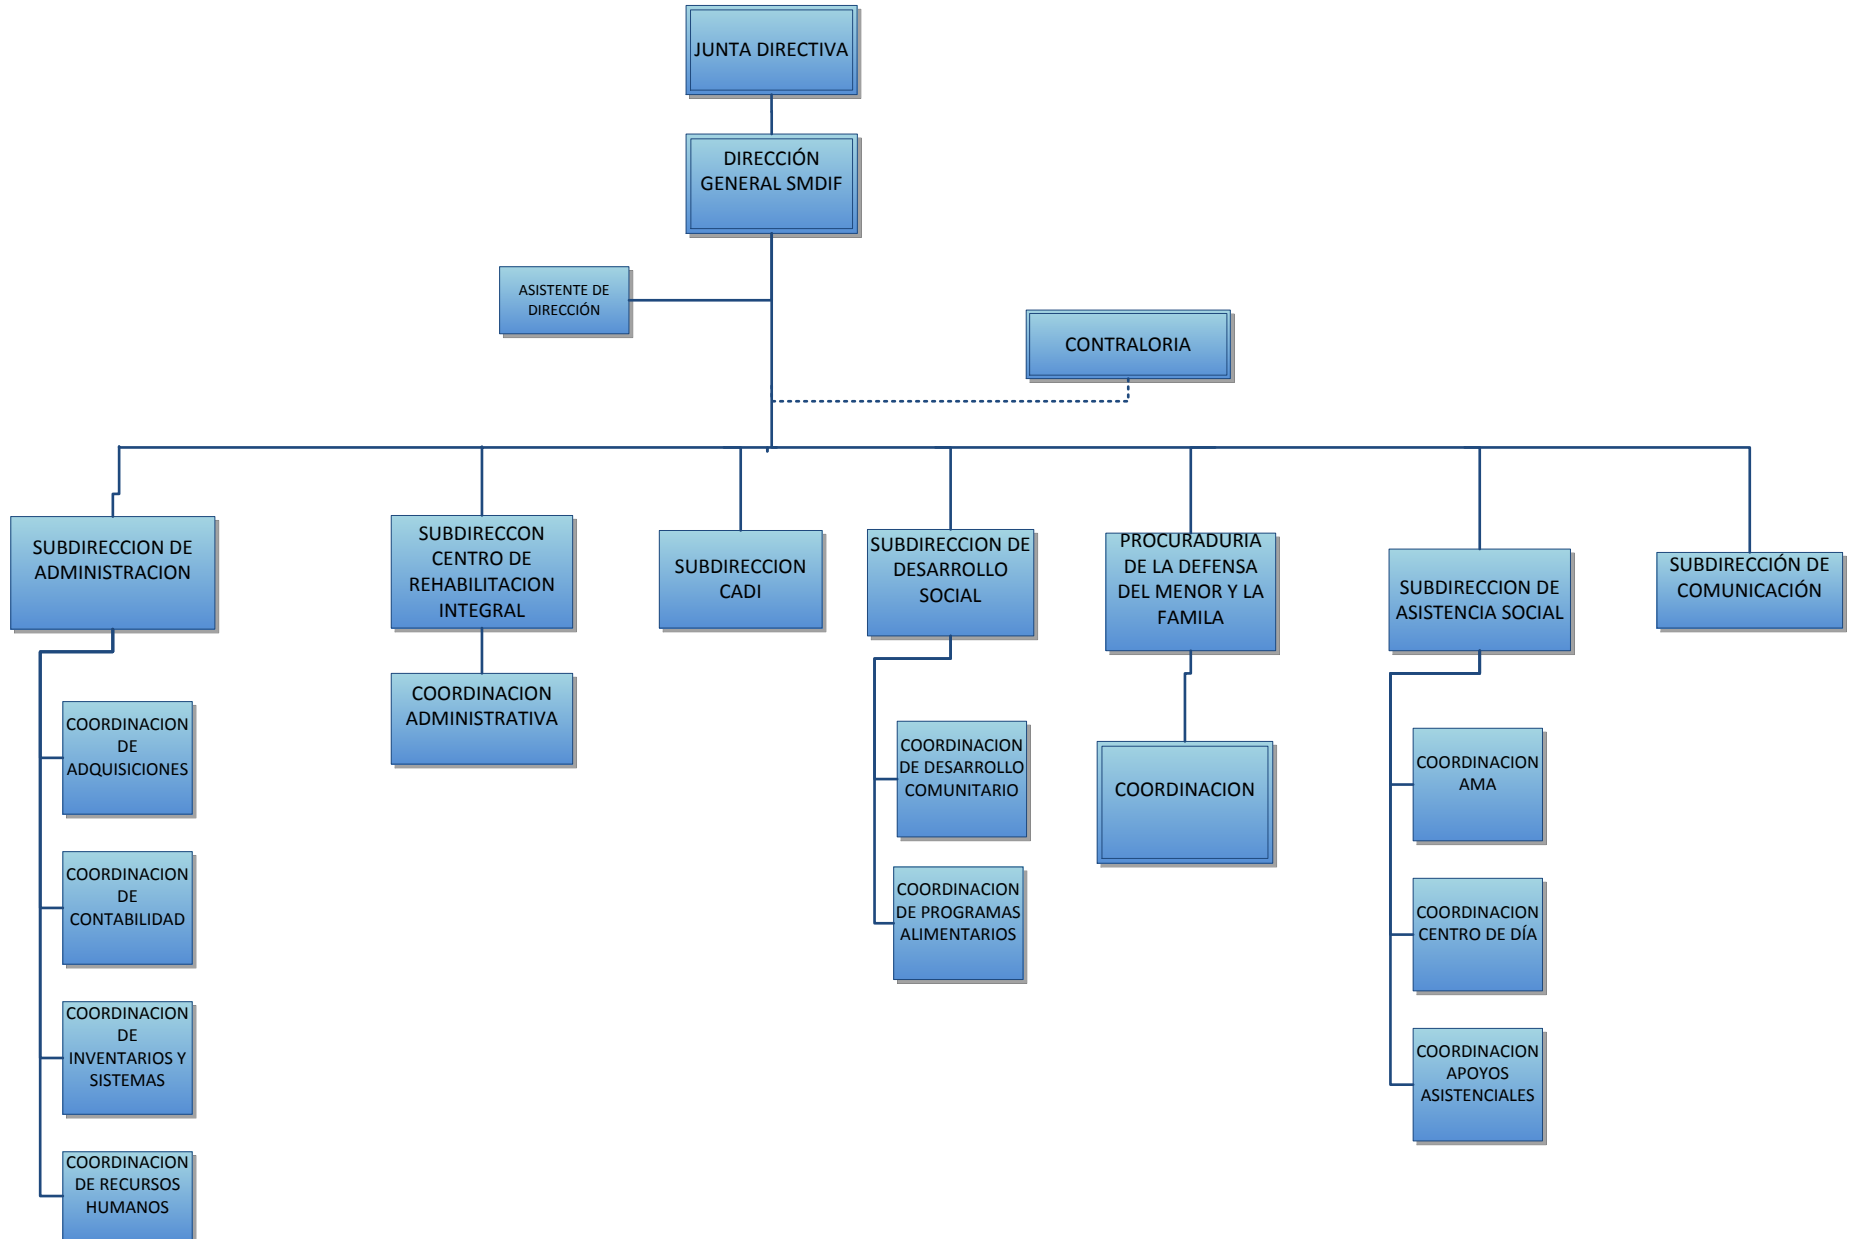 JUNTA DIRECTIVA
DIRECCIÓN
GENERAL SMDIF
ASISTENTE DE
DIRECCIÓN
CONTRALORIA
SUBDIRECCION DE
ADMINISTRACION
SUBDIRECCON
CENTRO DE
REHABILITACION
INTEGRAL
SUBDIRECCION
CADI
SUBDIRECCION DE
DESARROLLO
SOCIAL
PROCURADURIA
DE LA DEFENSA
DEL MENOR Y LA
FAMILA
SUBDIRECCION DE
ASISTENCIA SOCIAL
SUBDIRECCIÓN DE
COMUNICACIÓN
COORDINACION
DE
ADQUISICIONES
COORDINACION
DE
CONTABILIDAD
COORDINACION
DE
INVENTARIOS Y
SISTEMAS
COORDINACION
DE RECURSOS
HUMANOS
COORDINACION
ADMINISTRATIVA
COORDINACION
DE DESARROLLO
COMUNITARIO
COORDINACION
DE PROGRAMAS
ALIMENTARIOS
COORDINACION
COORDINACION
AMA
COORDINACION
CENTRO DE DÍA
COORDINACION
APOYOS
ASISTENCIALES